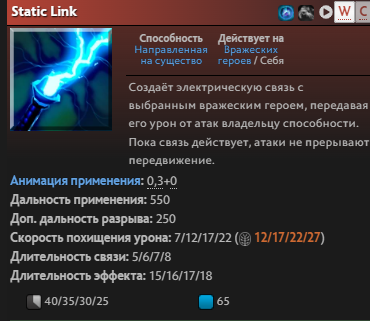 Static Link
W
C
Способность
Действует на
Направленная
на существо
Вражеских
героев / Себя
Создаёт электрическую связь с
выбранным вражеским героем, передавая
его урон от атак владельцу способности.
Пока связь действует, атаки не прерывают
передвижение.
Анимация применения: 0,3+0
Дальность применения: 550
Доп. дальность разрыва: 250
Скорость похищения урона: 7/12/17/22 ( 12/17/22/27)
Длительность связи: 5/6/7/8
Длительность эффекта: 15/16/17/18
40/35/30/25
65